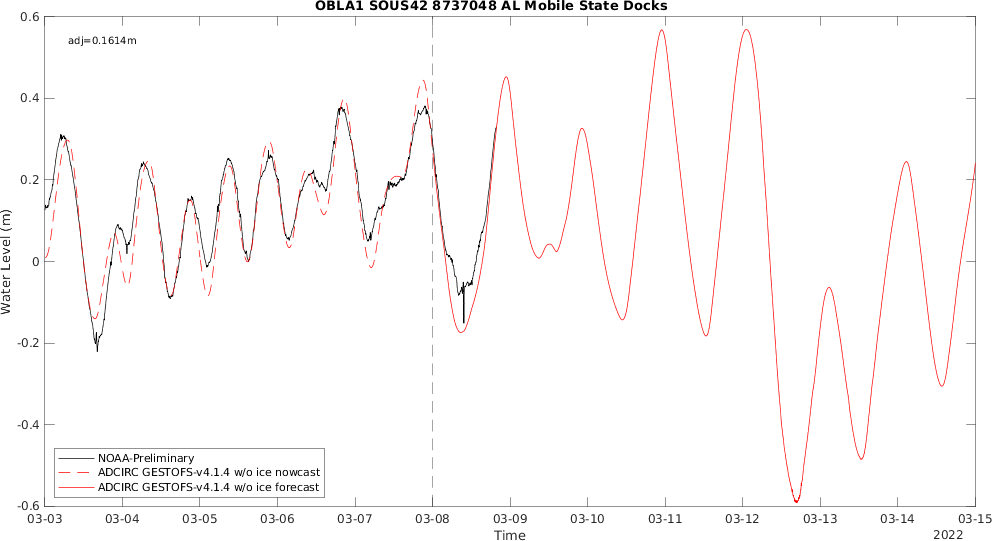 OBLA1 SOUS42 8737048 AL Mobile State Docks
adj=0.1614m
0.6
0.4
0.2
0
-0.2
-0.4
-0.6
Water Level (m)
NOAA-Preliminary
ADCIRC GESTOFS-v4.1.4 w/o ice nowcast
ADCIRC GESTOFS-v4.1.4 w/o ice forecast
03-03 03-04 03-05 03-06 03-07 03-08 03-09 03-10 03-11 03-12 03-13 03-14 03-15
Time
2022